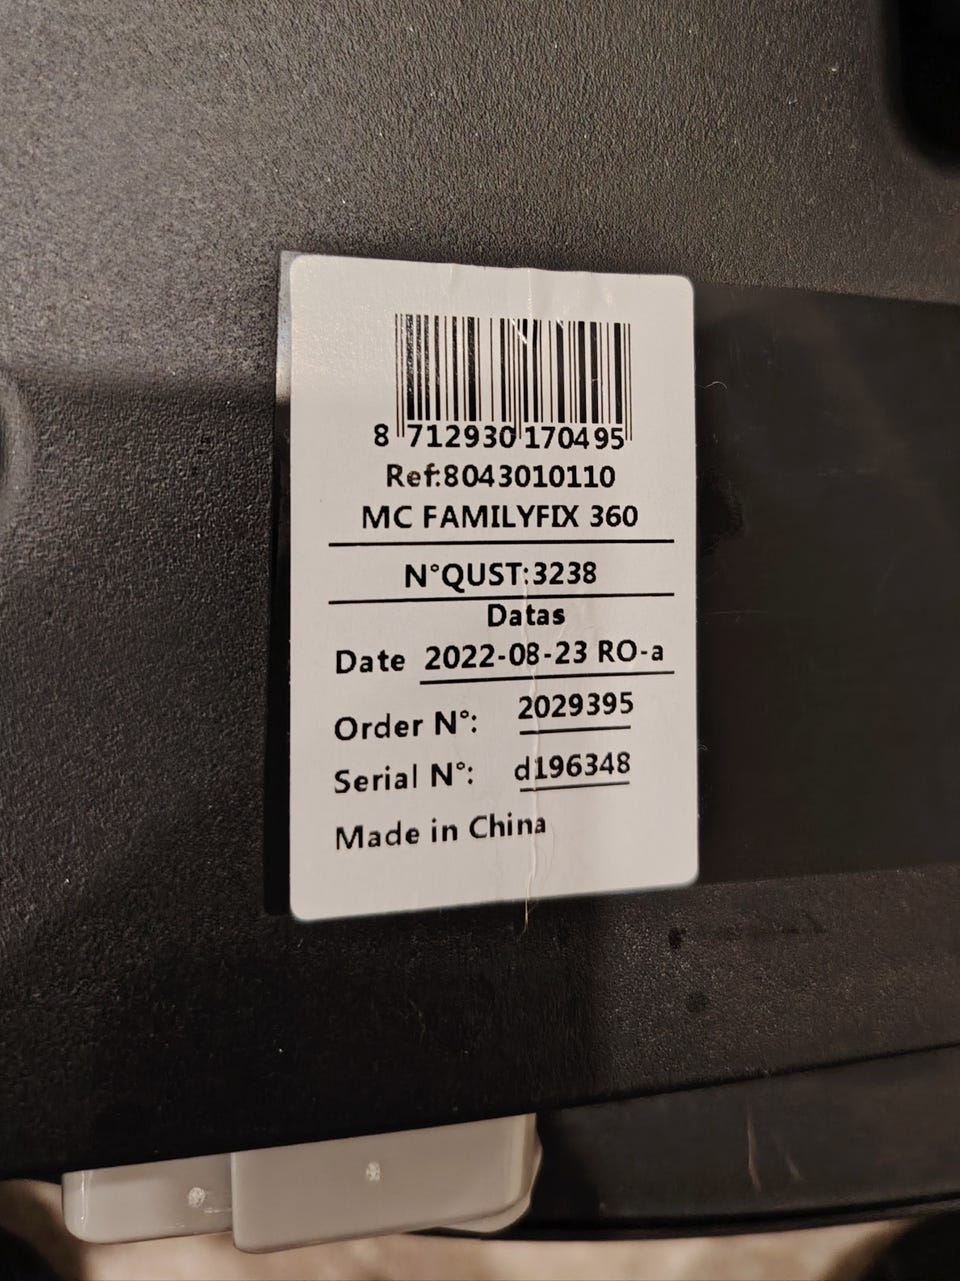 8 712930 170495
Ref:8043010110
MC FAMILYFIX 360
N°QUST:3238
Datas
Date 2022-08-23 RO-a
Order N°: 2029395
Serial N°: d196348
Made in China